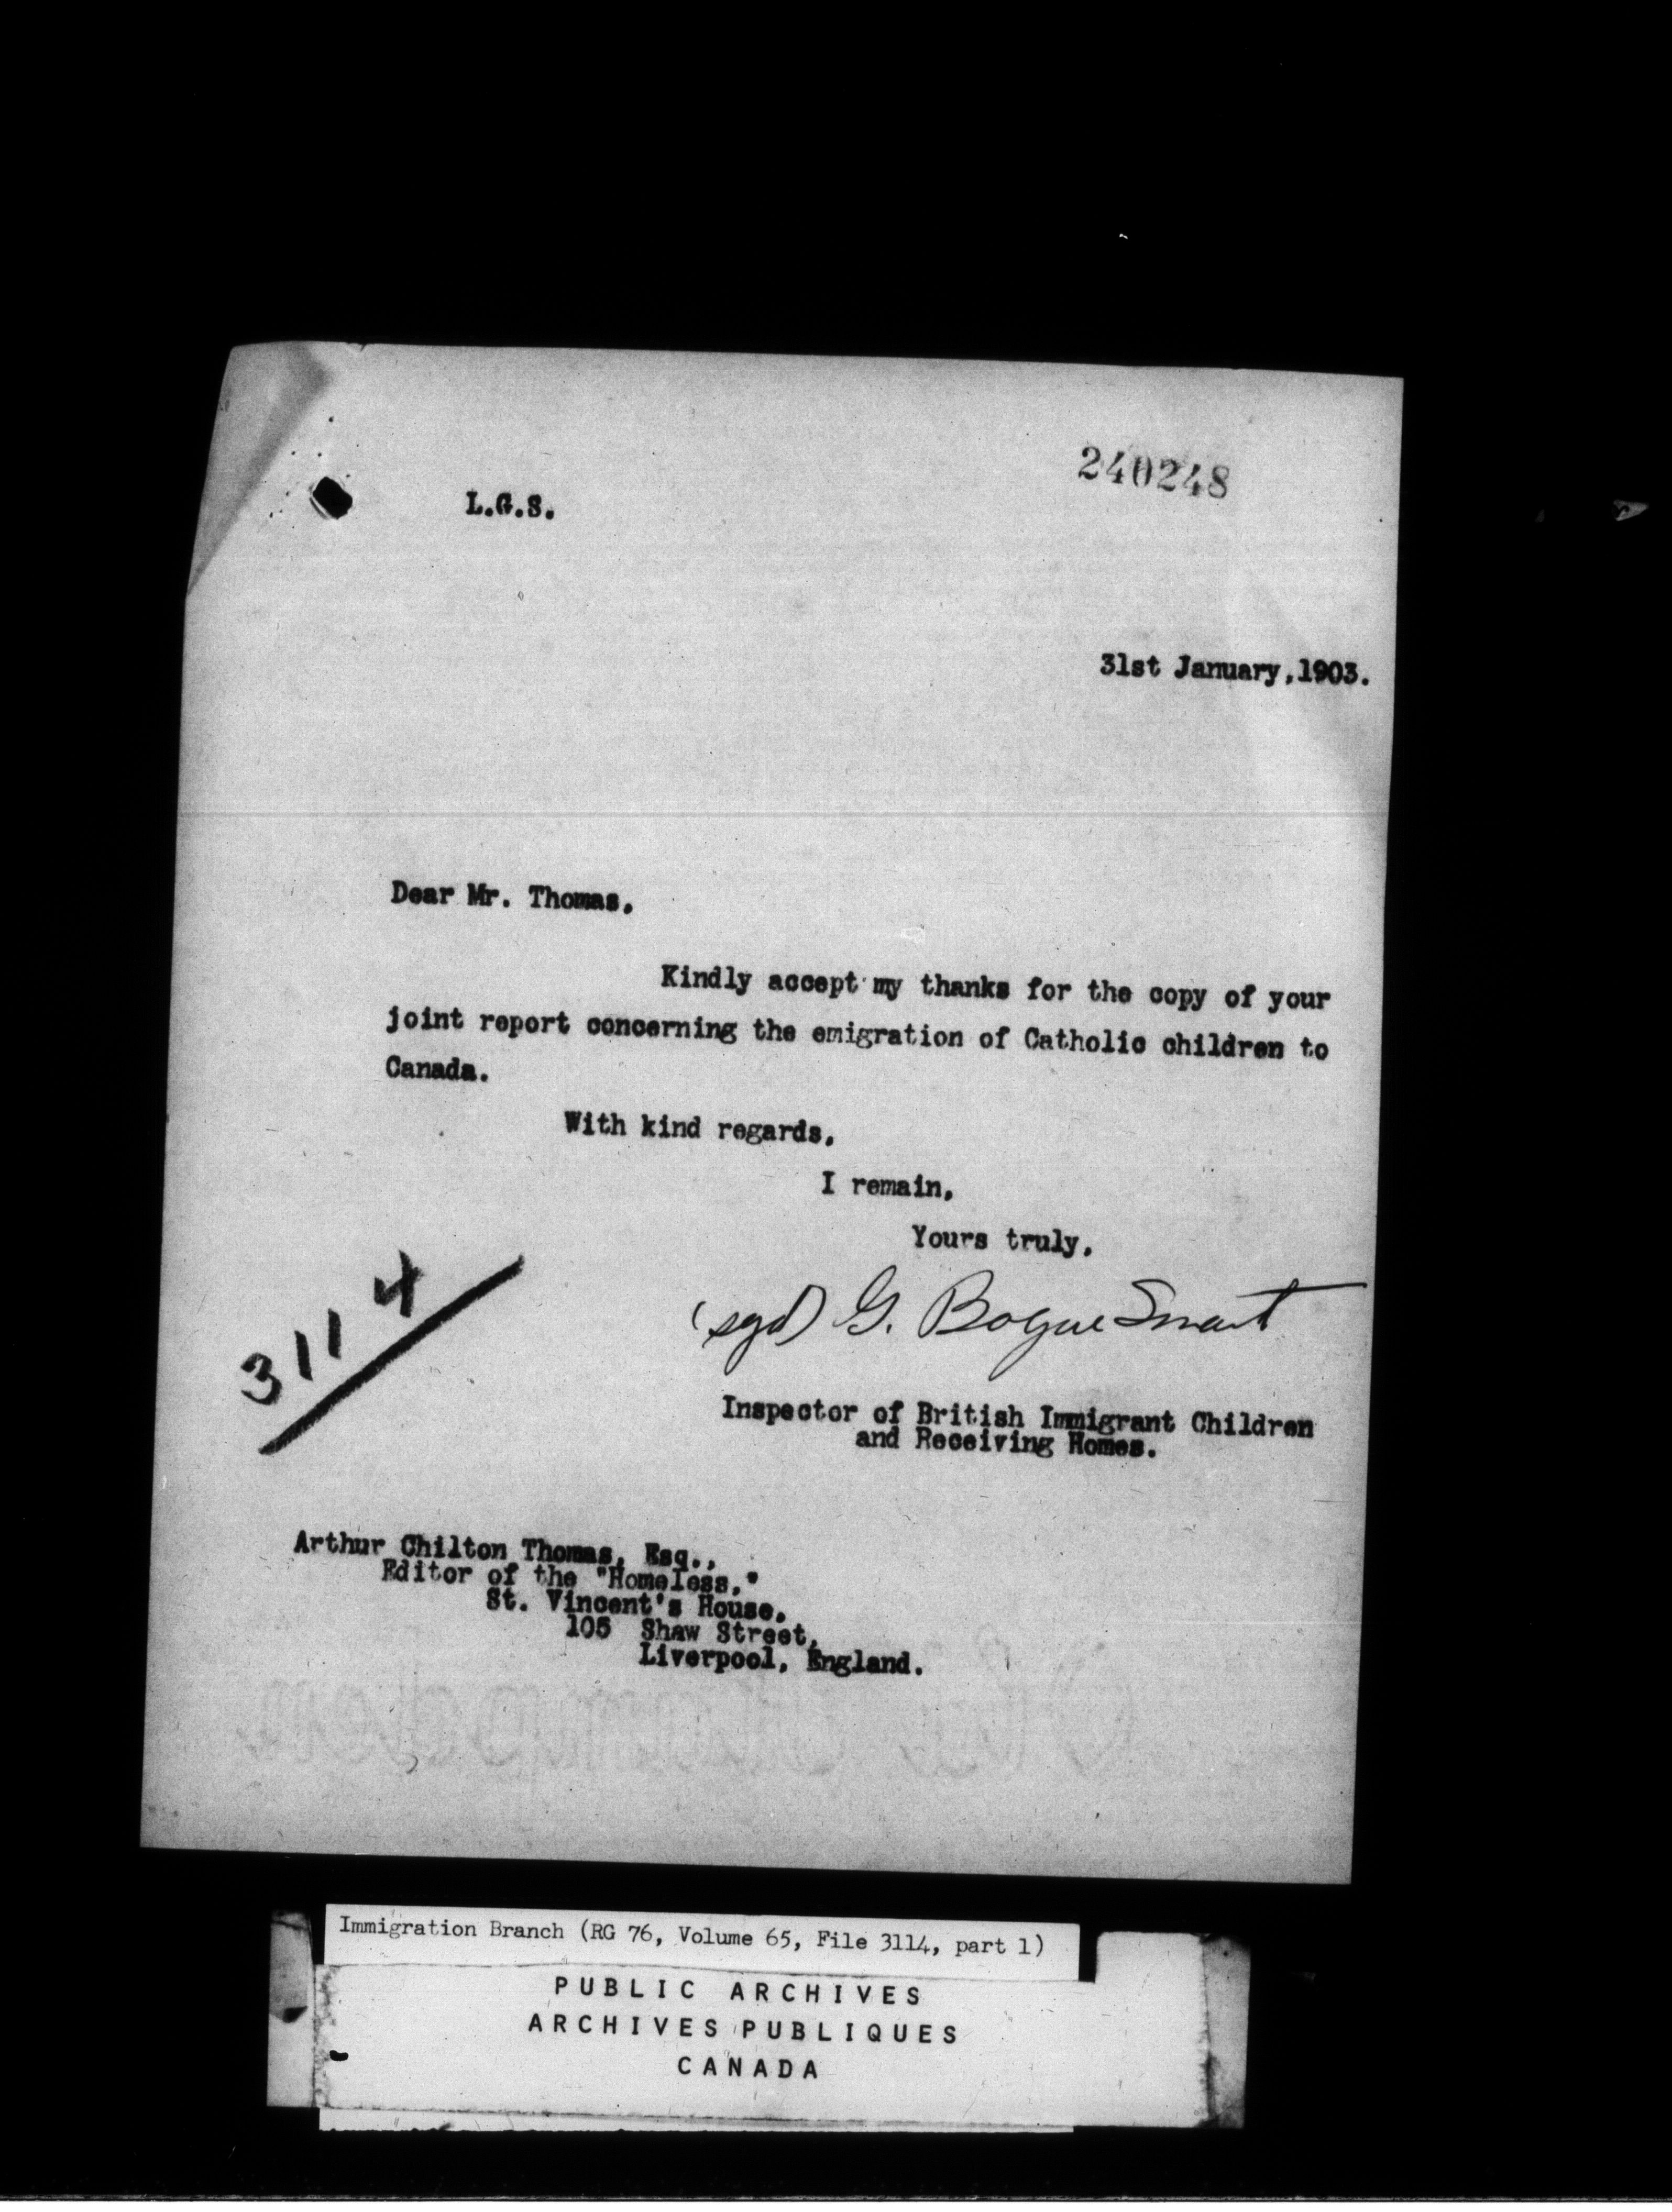 240248
L.G.S.
31st January, 1903.
Dear Mr. Thomas,
Kindly accept my thanks for the copy of your
joint report concerning the emigration of Catholic children to
Canada.
With kind regards,
I remain,
Yours truly,
(sgd) G. Bogue Smart
3114
Inspector of British Immigrant Children
and Receiving Homes.
Arthur Chilton Thomas, Esq.,
Editor of the "Homeless,"
St. Vincent's House,
105 Shaw Street,
Liverpool, England.
Immigration Branch (RG 76, Volume 65, File 3114, part 1)
PUBLIC ARCHIVES
ARCHIVES PUBLIQUES
CANADA